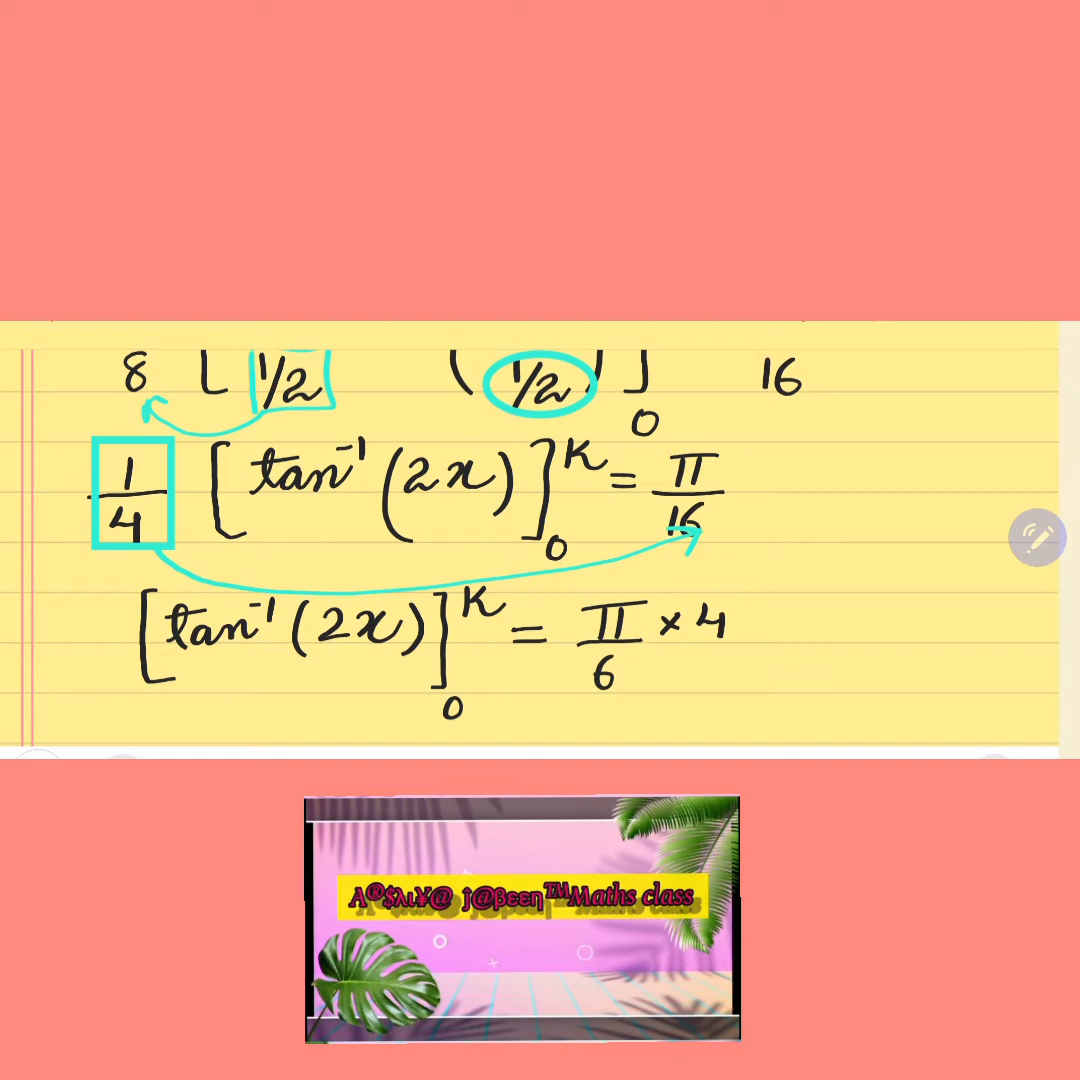 8 [ 1/2 ( 1/2 ) ]₀ 16
1/4 [ tan⁻¹ (2x) ]₀ᴷ = π/16
[ tan⁻¹ (2x) ]₀ᴷ = π/6 × 4
A®$λι¥@ ĵ@βεεη™Maths class